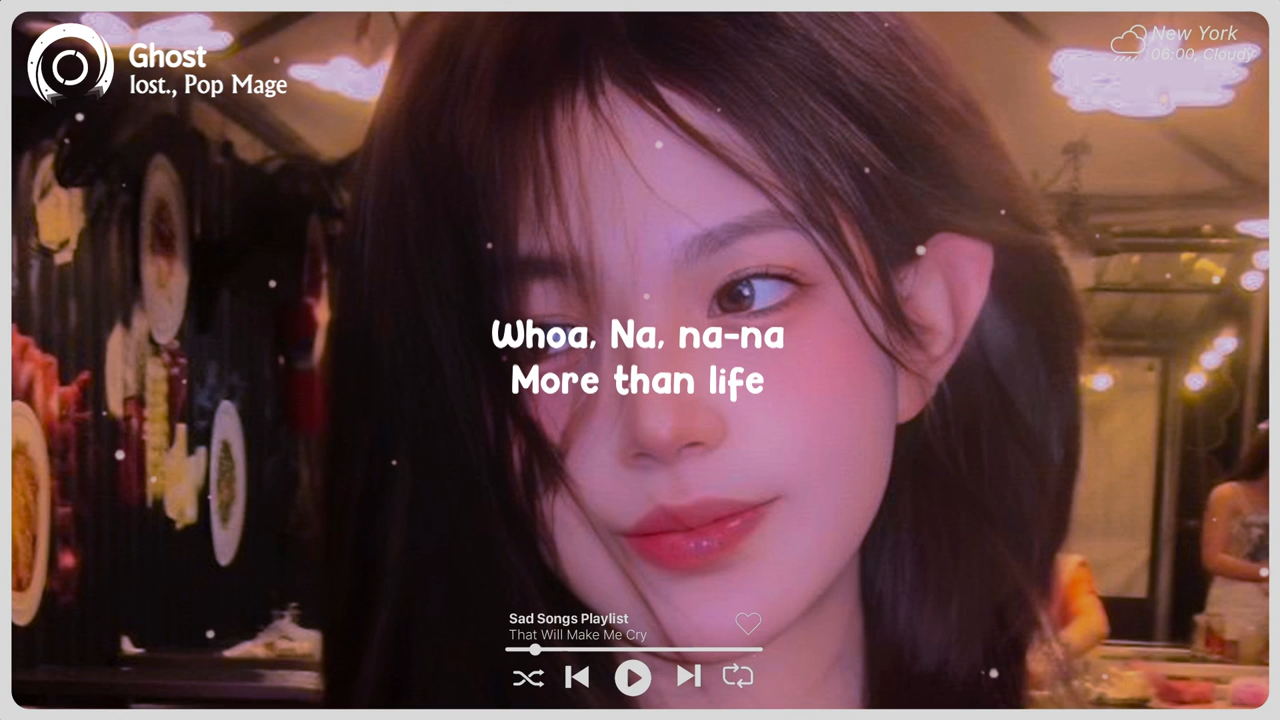 Ghost
lost., Pop Mage
New York
06:00, Cloudy
Whoa, Na, na-na
More than life
Sad Songs Playlist
That Will Make Me Cry